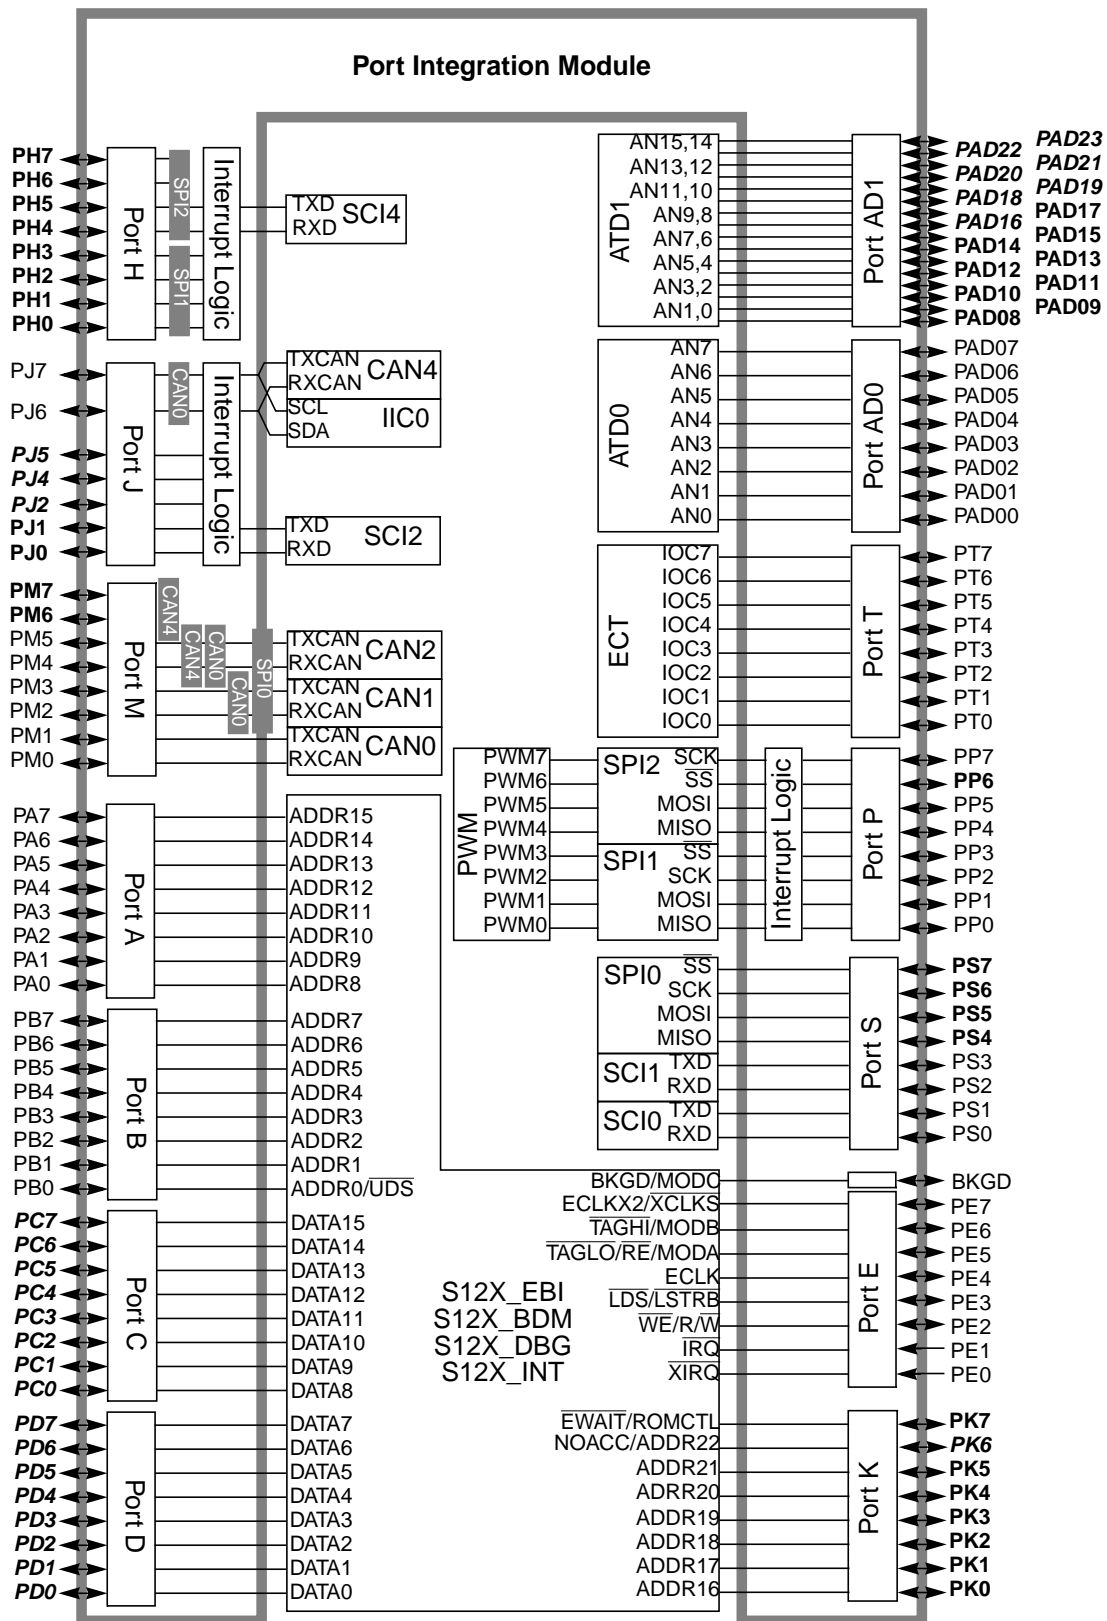 Port Integration Module
PH7
PH6
PH5
PH4
PH3
PH2
PH1
PH0
Port H
SPI2
SPI1
Interrupt Logic
TXD
RXD
SCI4
PJ7
PJ6
PJ5
PJ4
PJ2
PJ1
PJ0
Port J
CAN0
Interrupt Logic
TXCAN
RXCAN
CAN4
SCL
SDA
IIC0
TXD
RXD
SCI2
PM7
PM6
PM5
PM4
PM3
PM2
PM1
PM0
Port M
CAN4
CAN4
CAN0
CAN0
SPI0
TXCAN
RXCAN
CAN2
TXCAN
RXCAN
CAN1
TXCAN
RXCAN
CAN0
PA7
PA6
PA5
PA4
PA3
PA2
PA1
PA0
Port A
ADDR15
ADDR14
ADDR13
ADDR12
ADDR11
ADDR10
ADDR9
ADDR8
PB7
PB6
PB5
PB4
PB3
PB2
PB1
PB0
Port B
ADDR7
ADDR6
ADDR5
ADDR4
ADDR3
ADDR2
ADDR1
ADDR0/UDS
PC7
PC6
PC5
PC4
PC3
PC2
PC1
PC0
Port C
DATA15
DATA14
DATA13
DATA12
DATA11
DATA10
DATA9
DATA8
PD7
PD6
PD5
PD4
PD3
PD2
PD1
PD0
Port D
DATA7
DATA6
DATA5
DATA4
DATA3
DATA2
DATA1
DATA0
S12X_EBI
S12X_BDM
S12X_DBG
S12X_INT
ATD1
AN15,14
AN13,12
AN11,10
AN9,8
AN7,6
AN5,4
AN3,2
AN1,0
Port AD1
PAD23
PAD22
PAD21
PAD20
PAD19
PAD18
PAD17
PAD16
PAD15
PAD14
PAD13
PAD12
PAD11
PAD10
PAD09
PAD08
ATD0
AN7
AN6
AN5
AN4
AN3
AN2
AN1
AN0
Port AD0
PAD07
PAD06
PAD05
PAD04
PAD03
PAD02
PAD01
PAD00
ECT
IOC7
IOC6
IOC5
IOC4
IOC3
IOC2
IOC1
IOC0
Port T
PT7
PT6
PT5
PT4
PT3
PT2
PT1
PT0
PWM
PWM7
PWM6
PWM5
PWM4
PWM3
PWM2
PWM1
PWM0
SPI2
SCK
SS
MOSI
MISO
SPI1
SS
SCK
MOSI
MISO
Interrupt Logic
Port P
PP7
PP6
PP5
PP4
PP3
PP2
PP1
PP0
SPI0
SS
SCK
MOSI
MISO
SCI1
TXD
RXD
SCI0
TXD
RXD
Port S
PS7
PS6
PS5
PS4
PS3
PS2
PS1
PS0
BKGD/MODC
BKGD
ECLKX2/XCLKS
TAGHI/MODB
TAGLO/RE/MODA
ECLK
LDS/LSTRB
WE/R/W
IRQ
XIRQ
Port E
PE7
PE6
PE5
PE4
PE3
PE2
PE1
PE0
EWAIT/ROMCTL
NOACC/ADDR22
ADDR21
ADRR20
ADDR19
ADDR18
ADDR17
ADDR16
Port K
PK7
PK6
PK5
PK4
PK3
PK2
PK1
PK0